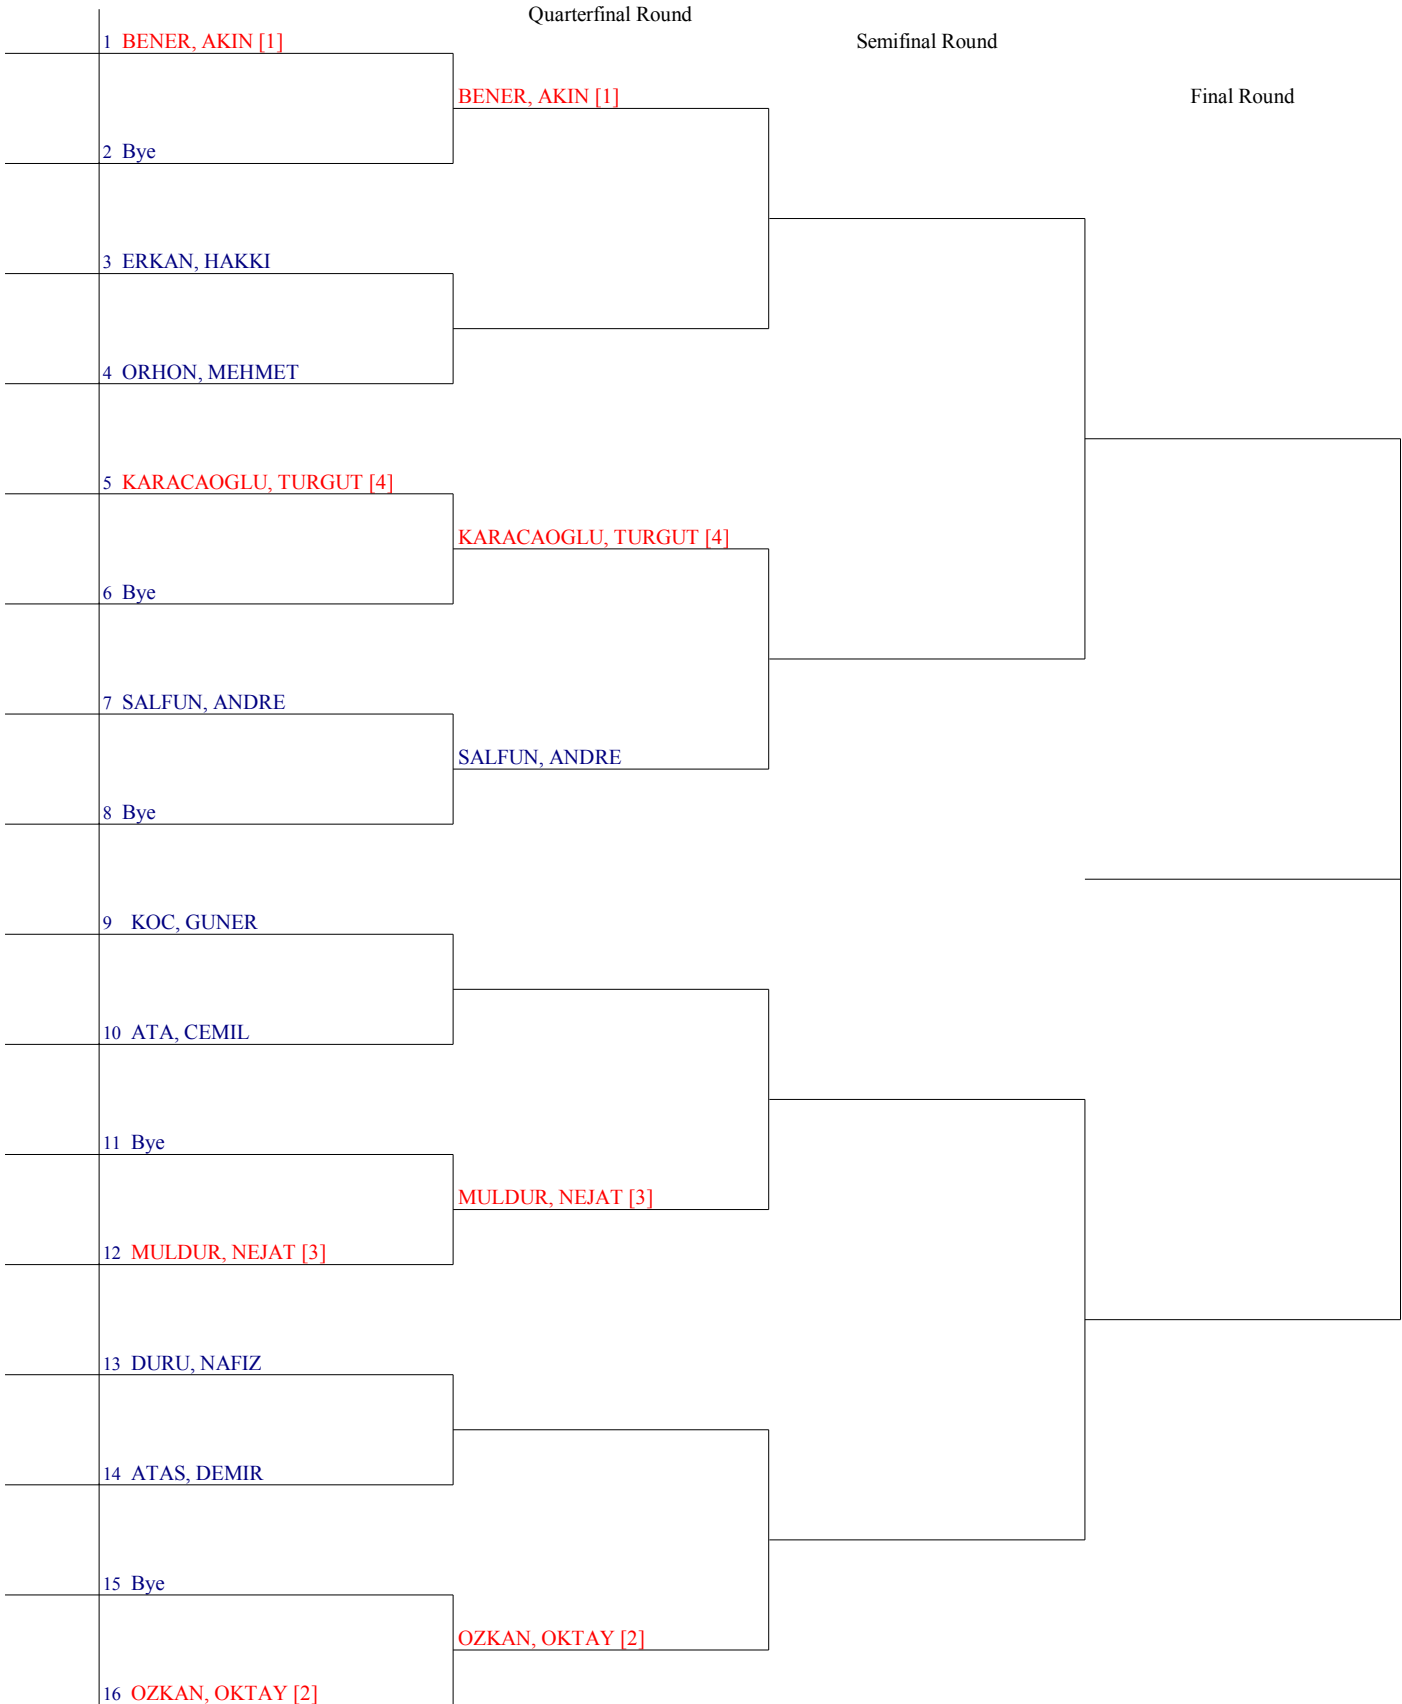 Quarterfinal Round
Semifinal Round
Final Round
1 BENER, AKIN [1]
BENER, AKIN [1]
2 Bye
3 ERKAN, HAKKI
4 ORHON, MEHMET
5 KARACAOGLU, TURGUT [4]
KARACAOGLU, TURGUT [4]
6 Bye
7 SALFUN, ANDRE
SALFUN, ANDRE
8 Bye
9 KOC, GUNER
10 ATA, CEMIL
11 Bye
MULDUR, NEJAT [3]
12 MULDUR, NEJAT [3]
13 DURU, NAFIZ
14 ATAS, DEMIR
15 Bye
OZKAN, OKTAY [2]
16 OZKAN, OKTAY [2]